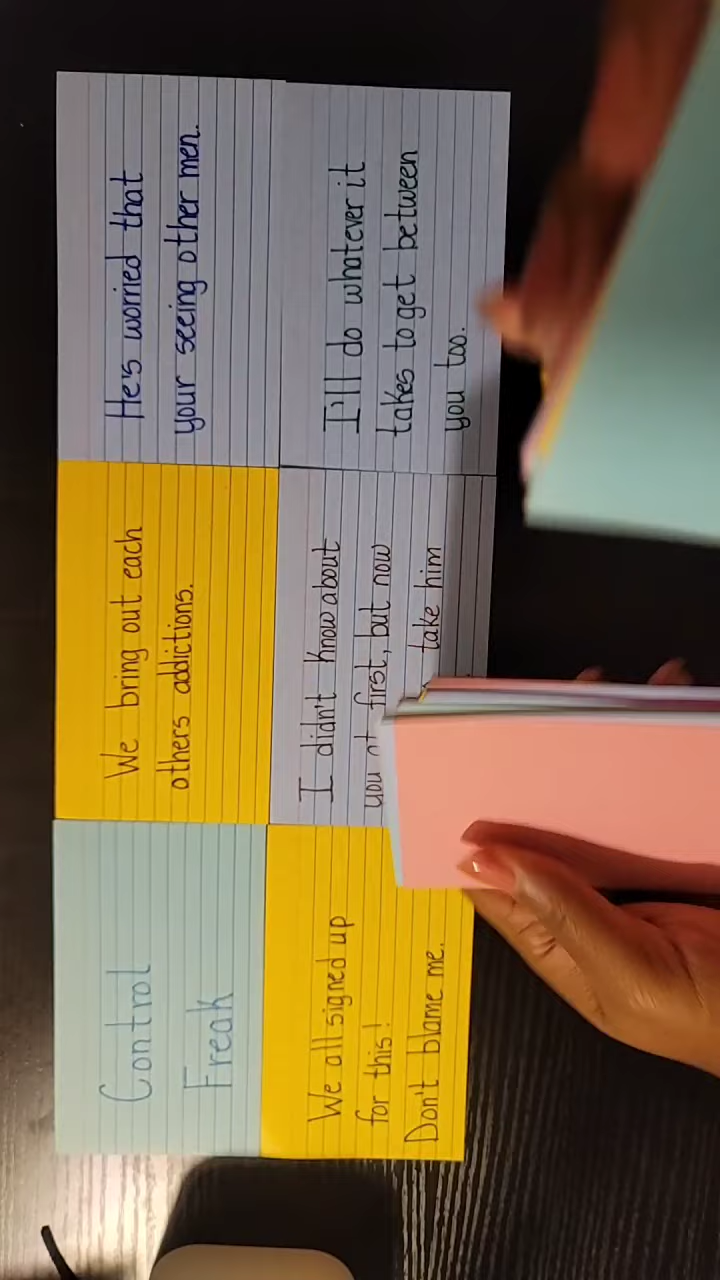 Control
Freak
We bring out each
others addictions.
He's worried that
your seeing other men.
We all signed up
for this!
Don't blame me.
I didn't know about
you at first, but now
take him
I'll do whatever it
takes to get between
you too.